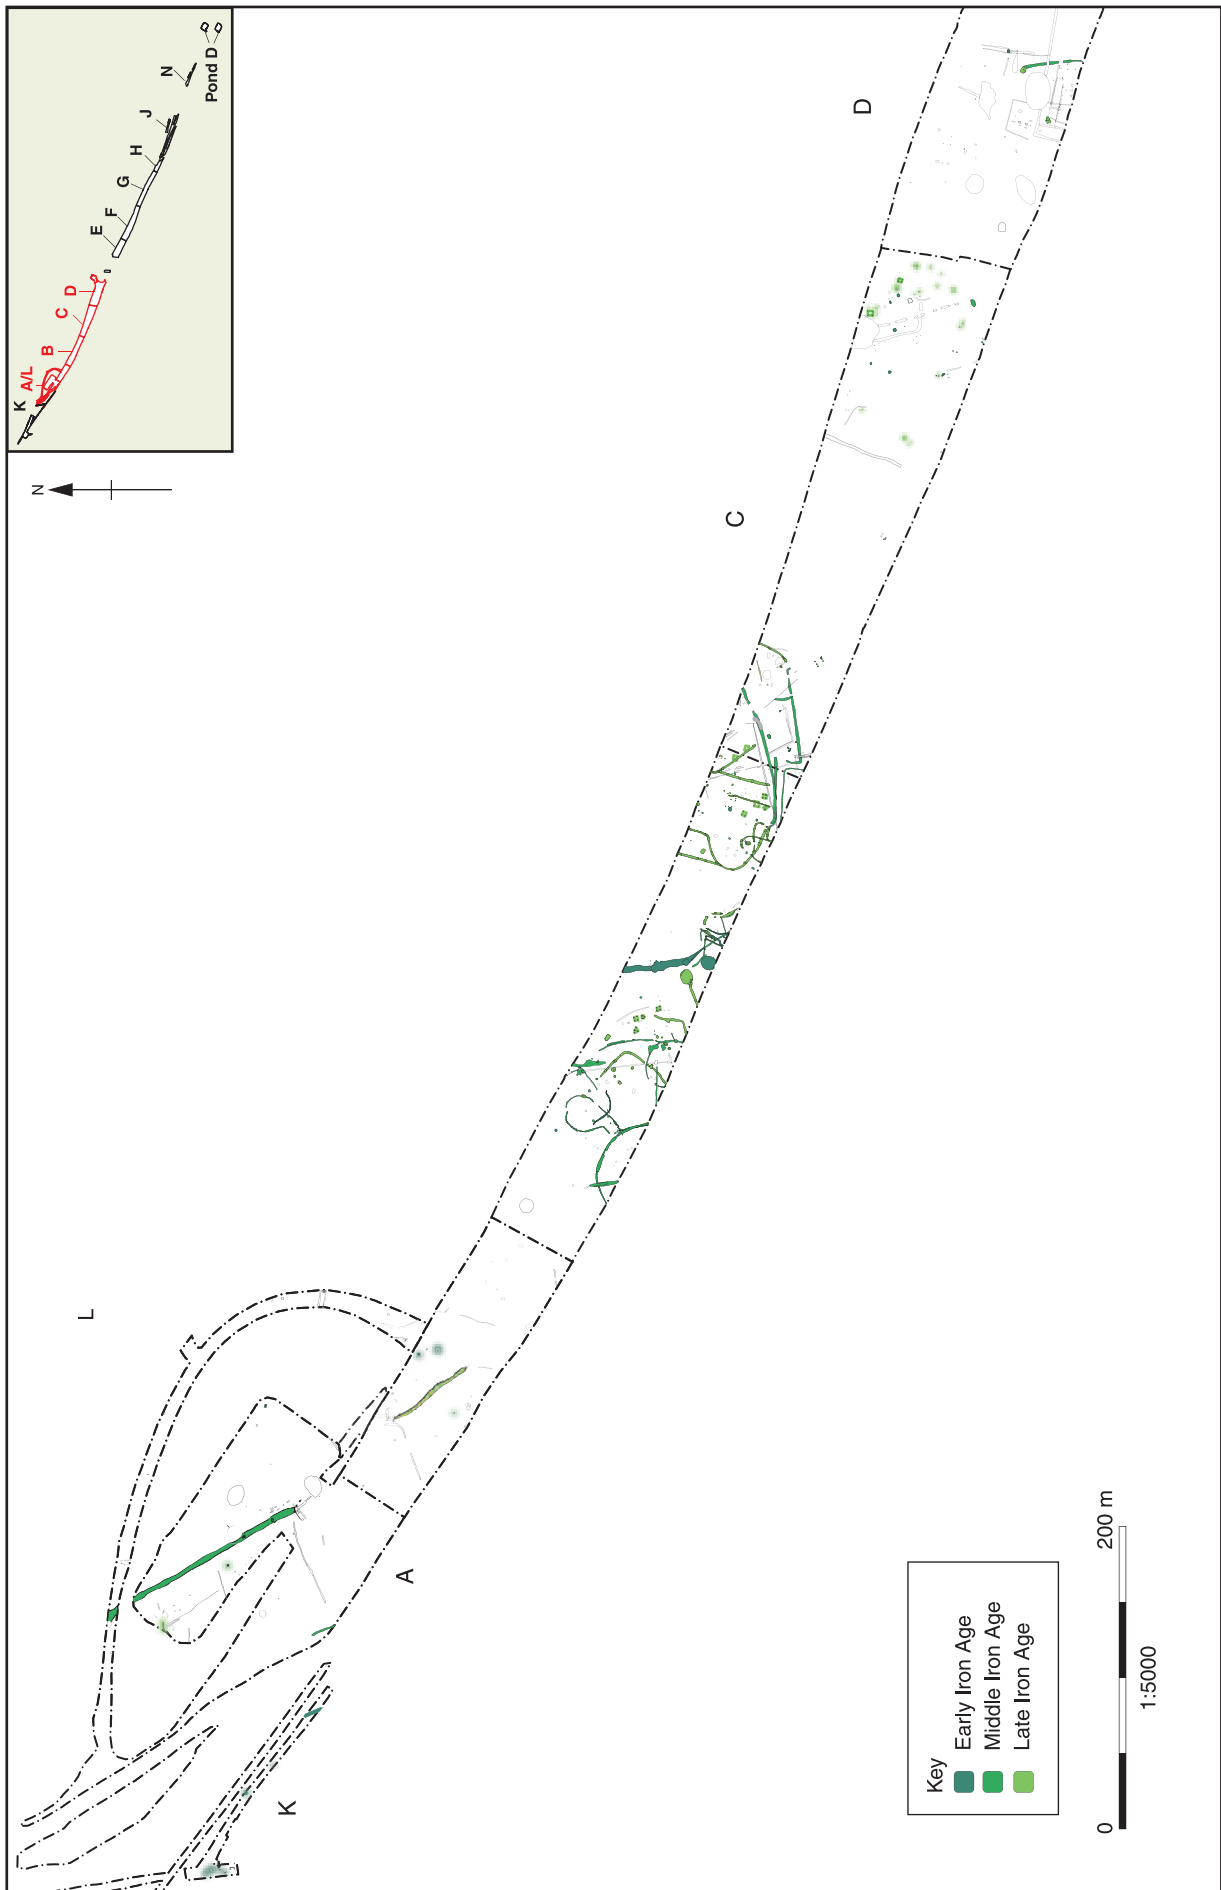 K
A/L
B
C
D
E
F
G
H
J
N
Pond D
N
L
A
K
C
D
Key
Early Iron Age
Middle Iron Age
Late Iron Age
0
200 m
1:5000